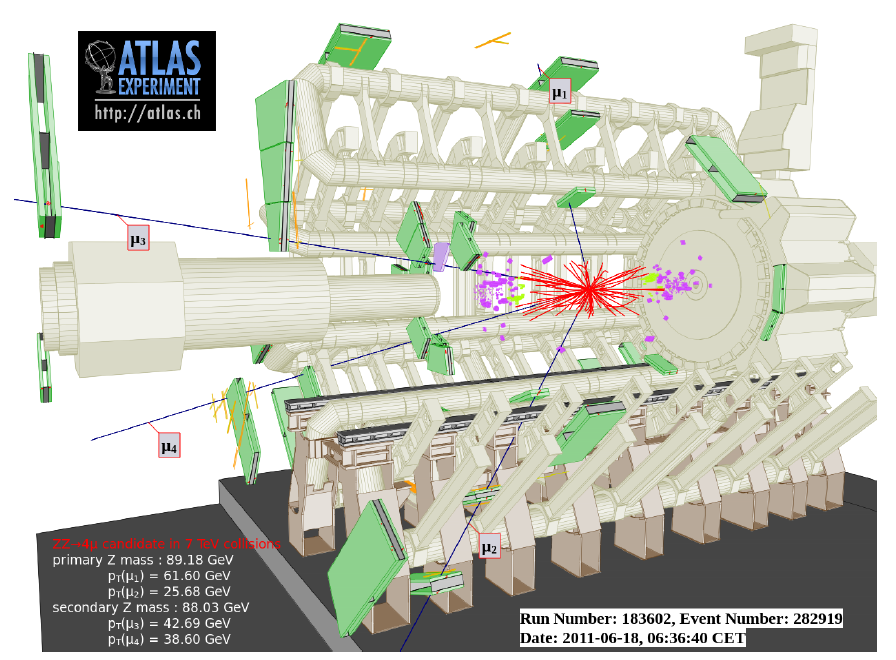 ATLAS
EXPERIMENT
http://atlas.ch
μ₁
μ₃
μ₄
μ₂
ZZ→4μ candidate in 7 TeV collisions
primary Z mass : 89.18 GeV
pT(μ₁) = 61.60 GeV
pT(μ₂) = 25.68 GeV
secondary Z mass : 88.03 GeV
pT(μ₃) = 42.69 GeV
pT(μ₄) = 38.60 GeV
Run Number: 183602, Event Number: 282919
Date: 2011-06-18, 06:36:40 CET